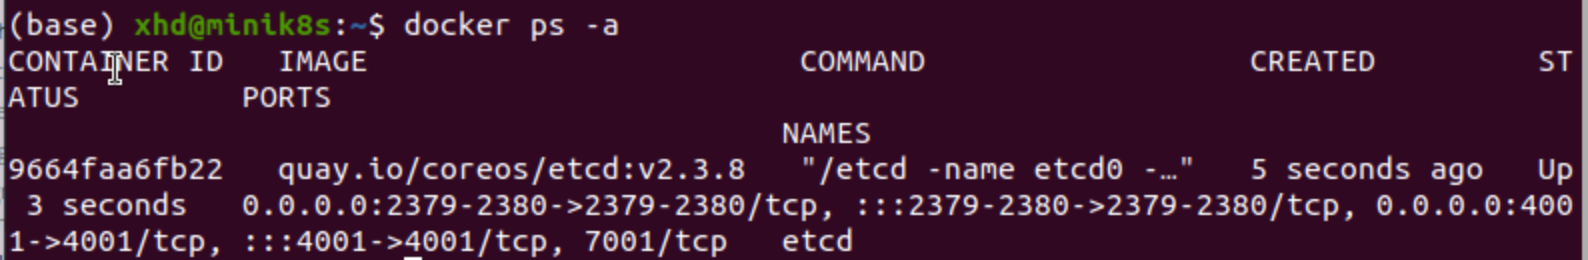 (base) xhd@minik8s:~$ docker ps -a
CONTAINER ID   IMAGE                         COMMAND                  CREATED         ST
ATUS         PORTS
                                            NAMES
9664faa6fb22   quay.io/coreos/etcd:v2.3.8   "/etcd -name etcd0 -…"   5 seconds ago   Up
 3 seconds   0.0.0.0:2379-2380->2379-2380/tcp, :::2379-2380->2379-2380/tcp, 0.0.0.0:400
1->4001/tcp, :::4001->4001/tcp, 7001/tcp   etcd